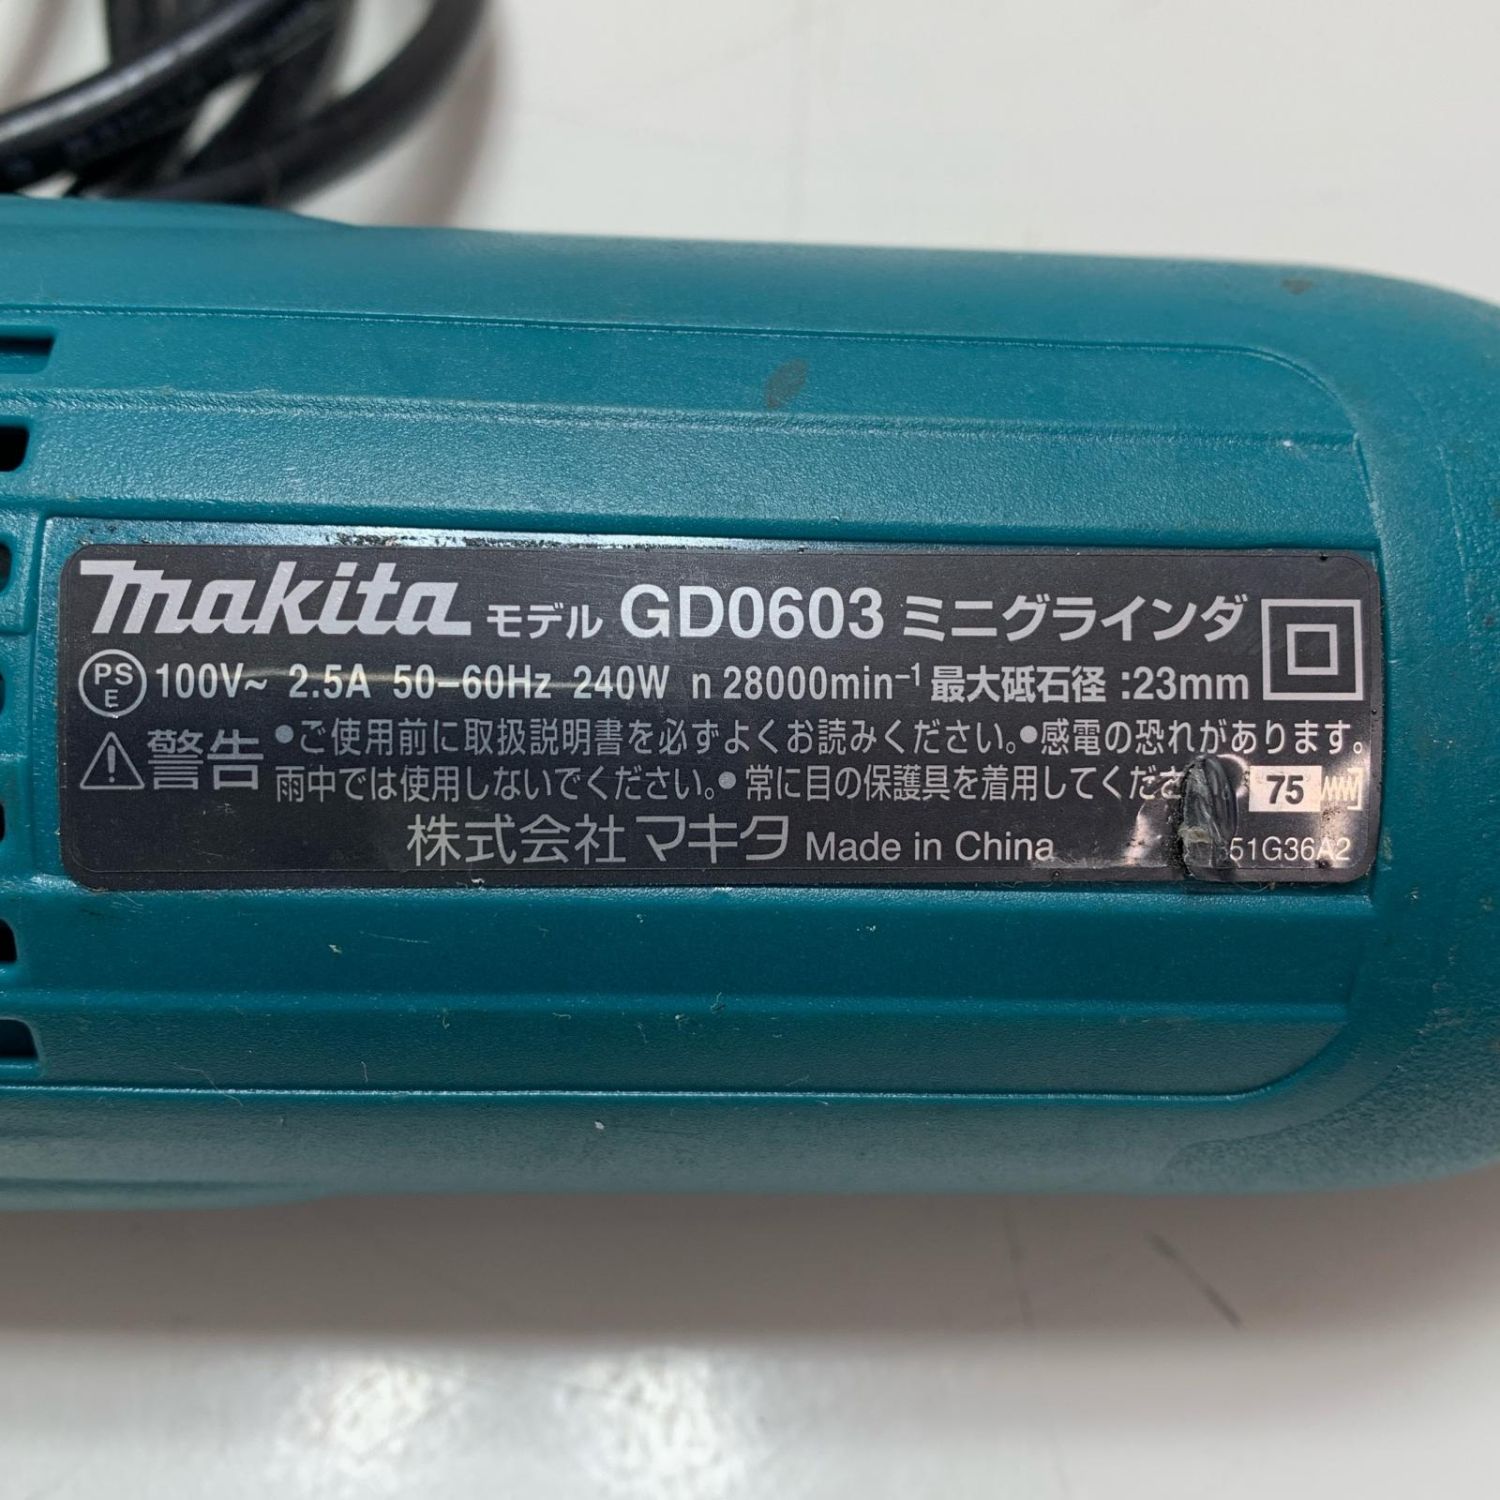 makita モデル GD0603 ミニグラインダ
PS E 100V~ 2.5A 50-60Hz 240W n 28000min⁻¹ 最大砥石径:23mm
警告 •ご使用前に取扱説明書を必ずよくお読みください。•感電の恐れがあります。
雨中では使用しないでください。•常に目の保護具を着用してくださ 75
株式会社マキタ Made in China 51G36A2